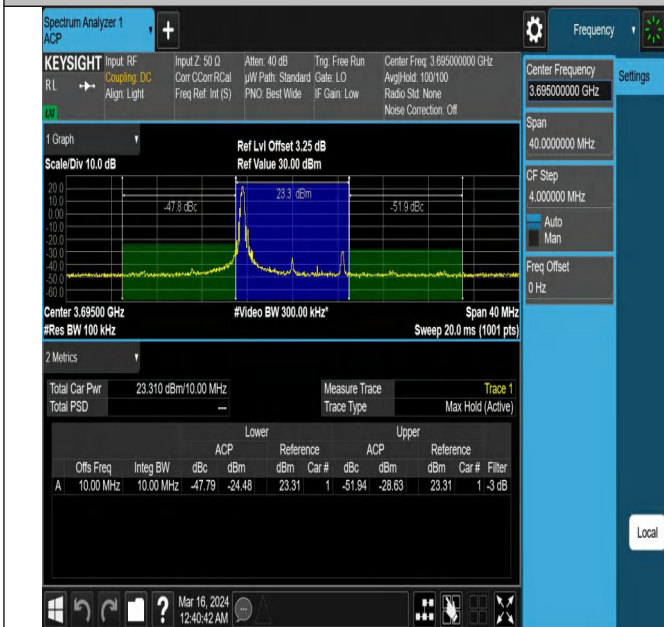 Spectrum Analyzer 1
ACP
Frequency
KEYSIGHT Input: RF Input Z: 50 Ω Atten: 40 dB Trig: Free Run Center Freq: 3.695000000 GHz
RL Coupling: DC Corr CCorr RCal µW Path: Standard Gate: LO Avg|Hold: 100/100
Align: Light Freq Ref: Int (S) PNO: Best Wide IF Gain: Low Radio Std: None
LXI Noise Correction: Off
1 Graph
Ref Lvl Offset 3.25 dB
Scale/Div 10.0 dB Ref Value 30.00 dBm
20.0
10.0
0.00
-10.0
-20.0
-30.0
-40.0
-50.0
-60.0
-47.8 dBc
23.3 dBm
-51.9 dBc
Center 3.69500 GHz #Video BW 300.00 kHz* Span 40 MHz
#Res BW 100 kHz Sweep 20.0 ms (1001 pts)
2 Metrics
Total Car Pwr 23.310 dBm/10.00 MHz Measure Trace Trace 1
Total PSD --- Trace Type Max Hold (Active)
Lower Upper
ACP Reference ACP Reference
Offs Freq Integ BW dBc dBm dBm Car # dBc dBm dBm Car # Filter
A 10.00 MHz 10.00 MHz -47.79 -24.48 23.31 1 -51.94 -28.63 23.31 1 -3 dB
Mar 16, 2024
12:40:42 AM
Center Frequency
3.695000000 GHz
Settings
Span
40.0000000 MHz
CF Step
4.000000 MHz
Auto
Man
Freq Offset
0 Hz
Local